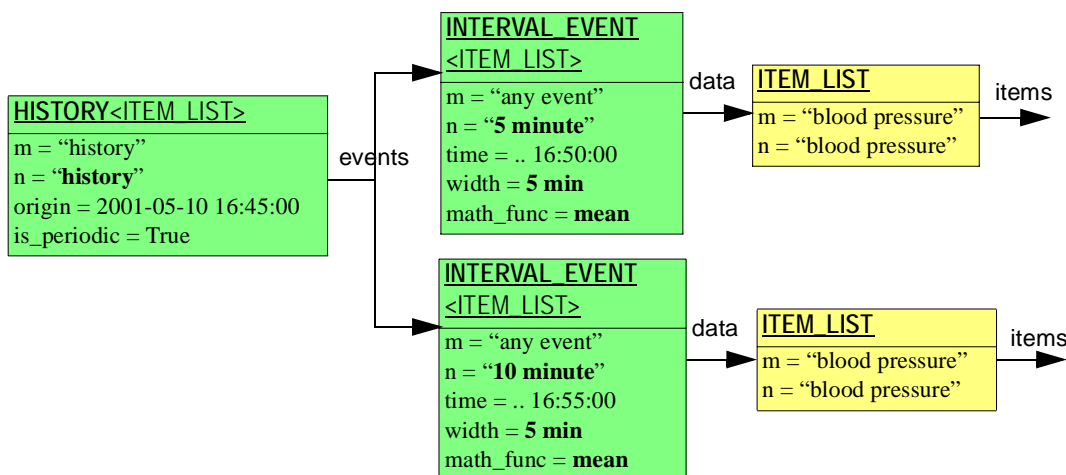 HISTORY<ITEM_LIST>
m = “history”
n = “history”
origin = 2001-05-10 16:45:00
is_periodic = True
events
INTERVAL_EVENT
<ITEM_LIST>
m = “any event”
n = “5 minute”
time = .. 16:50:00
width = 5 min
math_func = mean
data
ITEM_LIST
m = “blood pressure”
n = “blood pressure”
items
INTERVAL_EVENT
<ITEM_LIST>
m = “any event”
n = “10 minute”
time = .. 16:55:00
width = 5 min
math_func = mean
data
ITEM_LIST
m = “blood pressure”
n = “blood pressure”
items